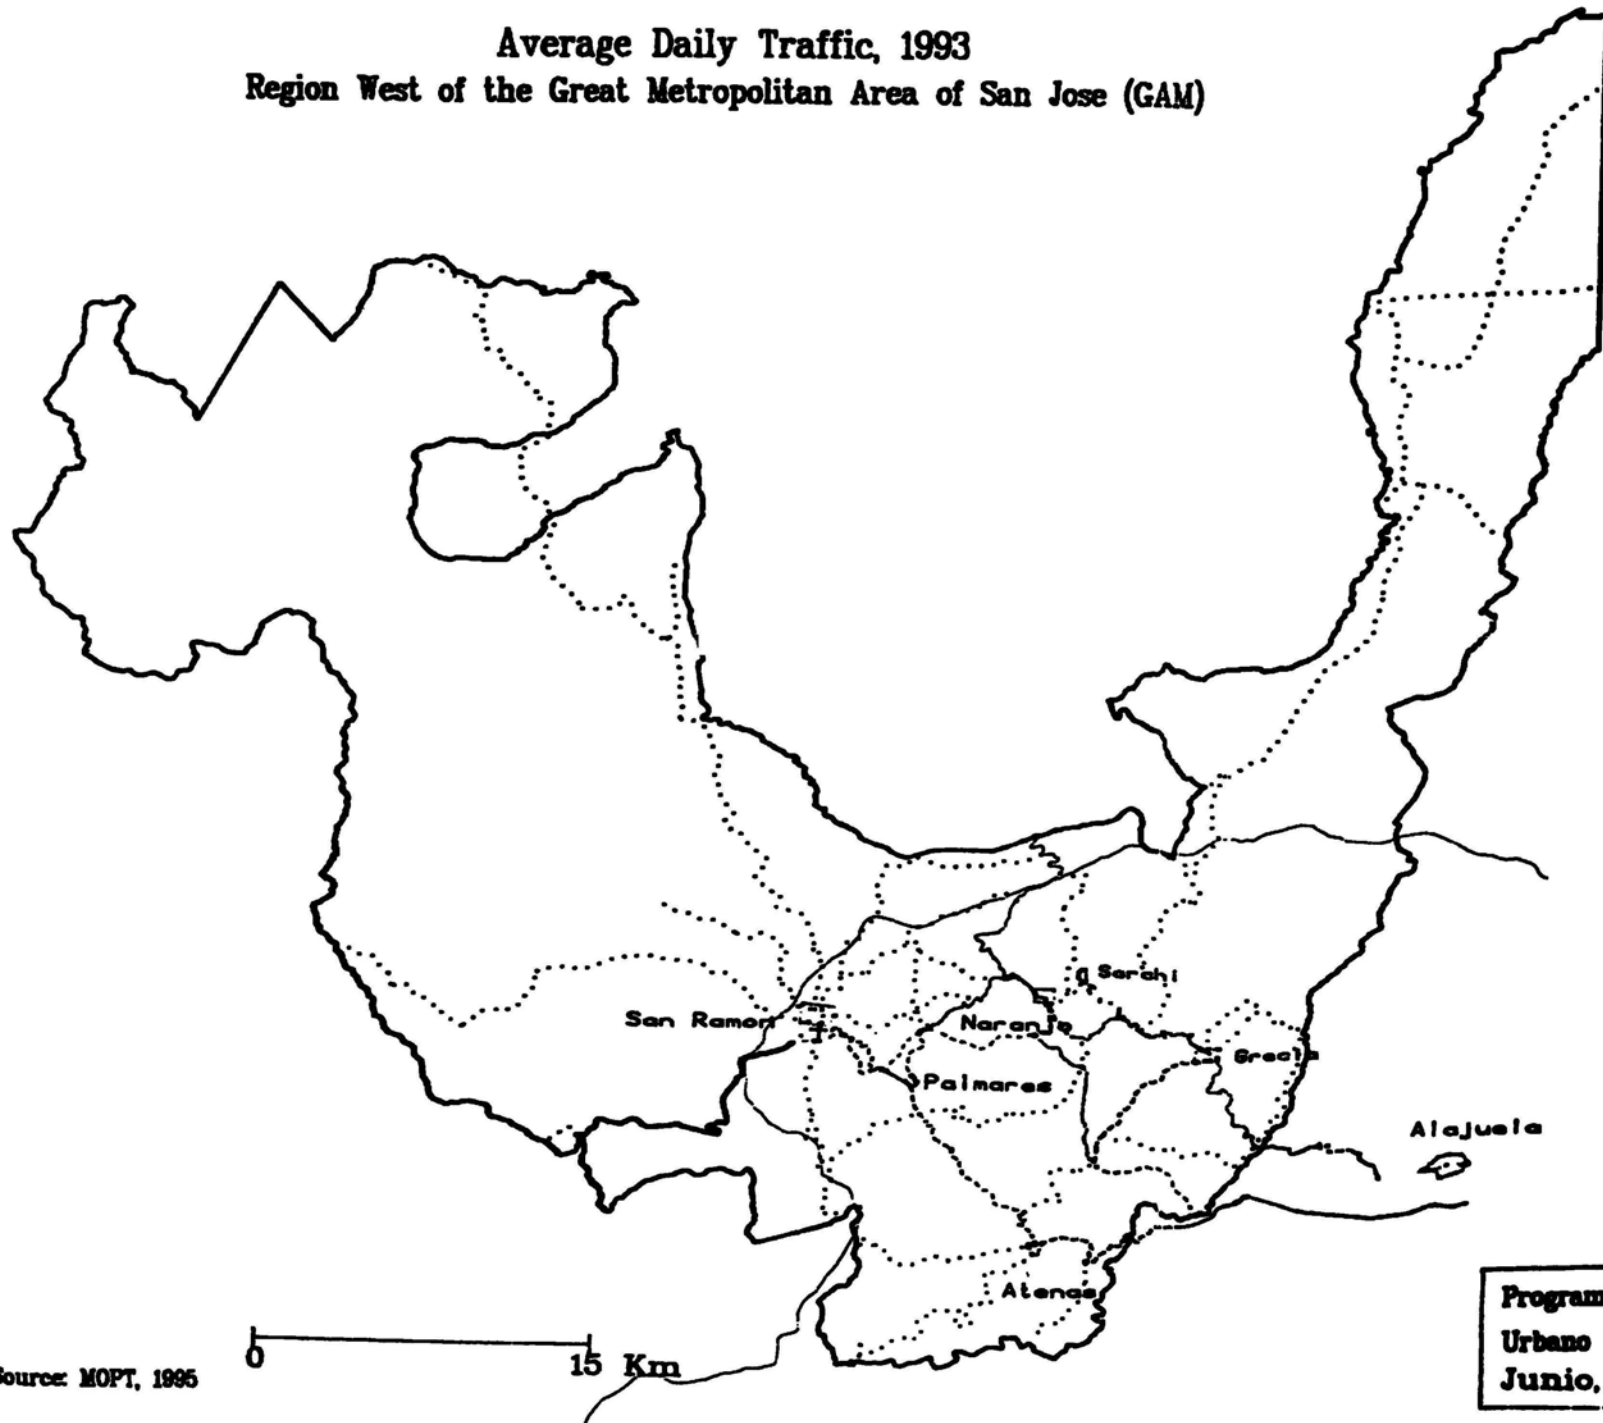 Average Daily Traffic, 1993
Region West of the Great Metropolitan Area of San Jose (GAM)
Sarchi
San Ramon
Naranjo
Grecia
Palmares
Alajuela
Atenas
Program
Urbano
Junio,
0 15 Km
Source: MOPT, 1995